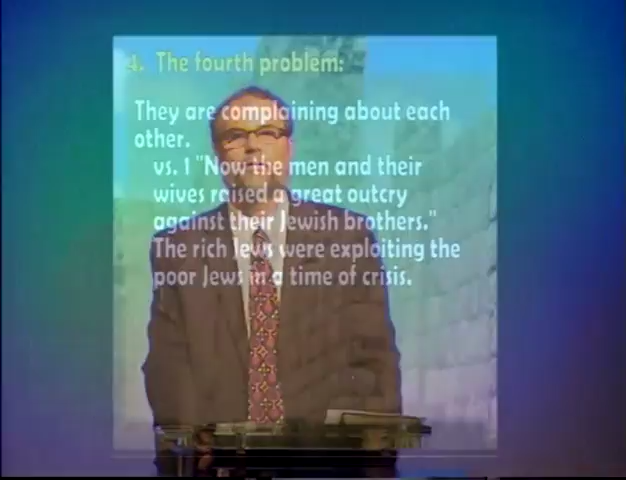 4. The fourth problem:
They are complaining about each
other.
vs. 1 "Now the men and their
wives raised a great outcry
against their Jewish brothers."
The rich Jews were exploiting the
poor Jews in a time of crisis.